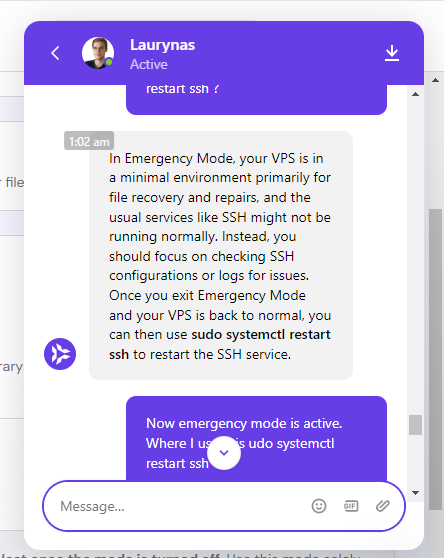 Laurynas
Active
restart ssh ?
1:02 am
In Emergency Mode, your VPS is in
a minimal environment primarily for
file recovery and repairs, and the
usual services like SSH might not be
running normally. Instead, you
should focus on checking SSH
configurations or logs for issues.
Once you exit Emergency Mode
and your VPS is back to normal, you
can then use sudo systemctl restart
ssh to restart the SSH service.
Now emergency mode is active.
Where I udo systemctl
restart ssh
Message...
GIF
file
rary
last once the mode is turned off. Use this mode solely